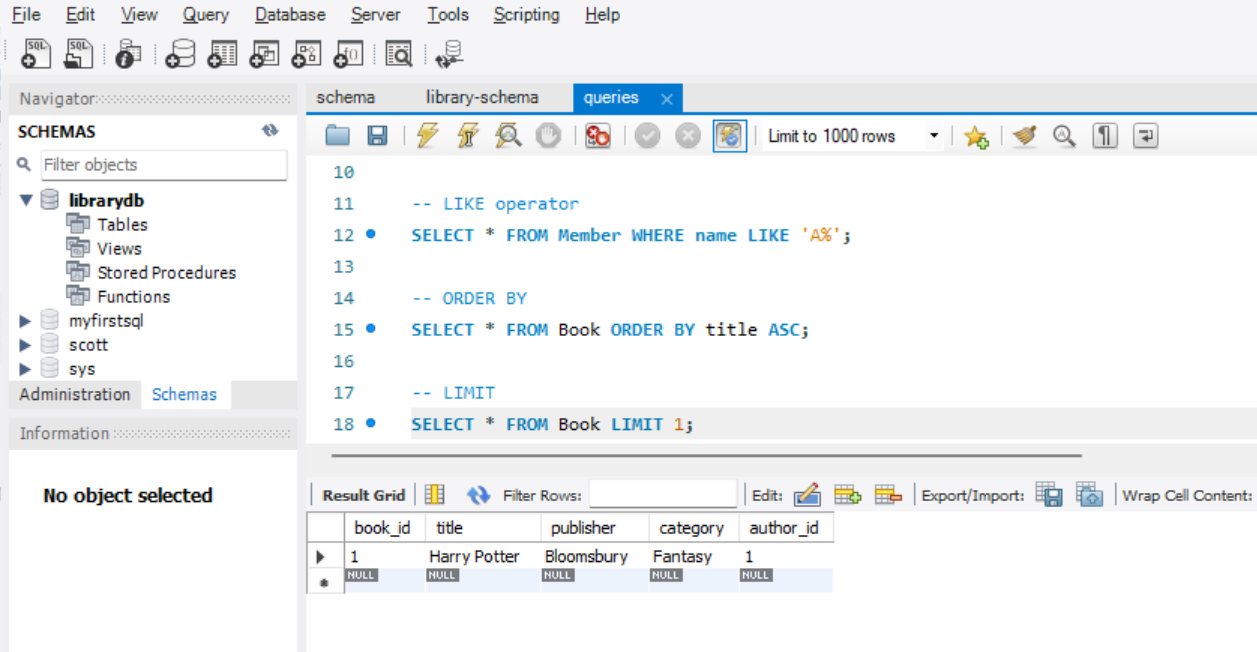 File Edit View Query Database Server Tools Scripting Help
SQL SQL
Navigator
schema library-schema queries
SCHEMAS
Limit to 1000 rows
Filter objects
librarydb
Tables
Views
Stored Procedures
Functions
myfirstsql
scott
sys
Administration Schemas
Information
No object selected
10
11 -- LIKE operator
12 SELECT * FROM Member WHERE name LIKE 'A%';
13
14 -- ORDER BY
15 SELECT * FROM Book ORDER BY title ASC;
16
17 -- LIMIT
18 SELECT * FROM Book LIMIT 1;
Result Grid Filter Rows: Edit: Export/Import: Wrap Cell Content:
book_id title publisher category author_id
1 Harry Potter Bloomsbury Fantasy 1
NULL NULL NULL NULL NULL